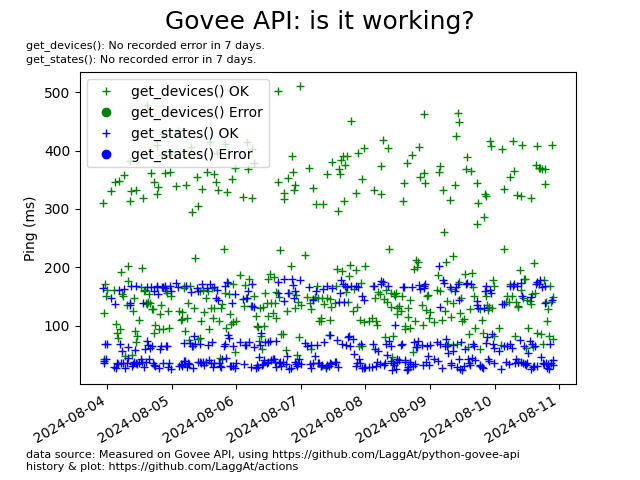 Govee API: is it working?
get_devices(): No recorded error in 7 days.
get_states(): No recorded error in 7 days.
get_devices() OK
get_devices() Error
get_states() OK
get_states() Error
Ping (ms)
500
400
300
200
100
2024-08-04
2024-08-05
2024-08-06
2024-08-07
2024-08-08
2024-08-09
2024-08-10
2024-08-11
data source: Measured on Govee API, using https://github.com/LaggAt/python-govee-api
history & plot: https://github.com/LaggAt/actions